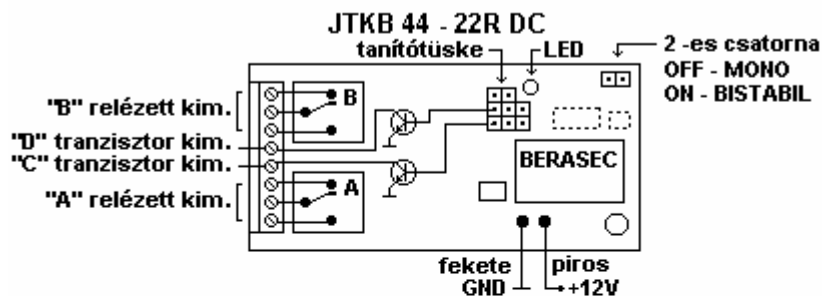 JTKB 44 - 22R DC
tanítótüske
LED
2 -es csatorna
OFF - MONO
ON - BISTABIL
"B" relézett kim.
B
"D" tranzisztor kim.
"C" tranzisztor kim.
BERASEC
"A" relézett kim.
A
fekete
GND
piros
+12V